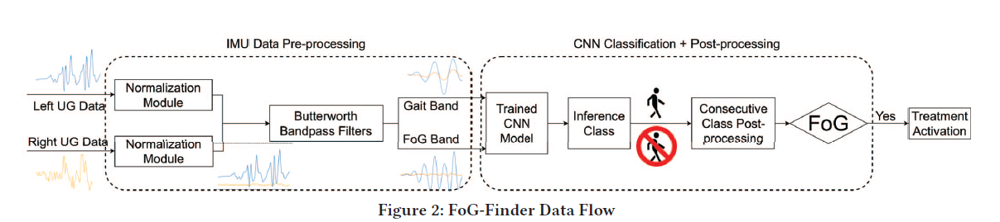 IMU Data Pre-processing
CNN Classification + Post-processing
Left UG Data
Normalization
Module
Right UG Data
Normalization
Module
Butterworth
Bandpass Filters
Gait Band
FoG Band
Trained
CNN
Model
Inference
Class
Consecutive
Class Post-
processing
FoG
Yes
Treatment
Activation
Figure 2: FoG-Finder Data Flow